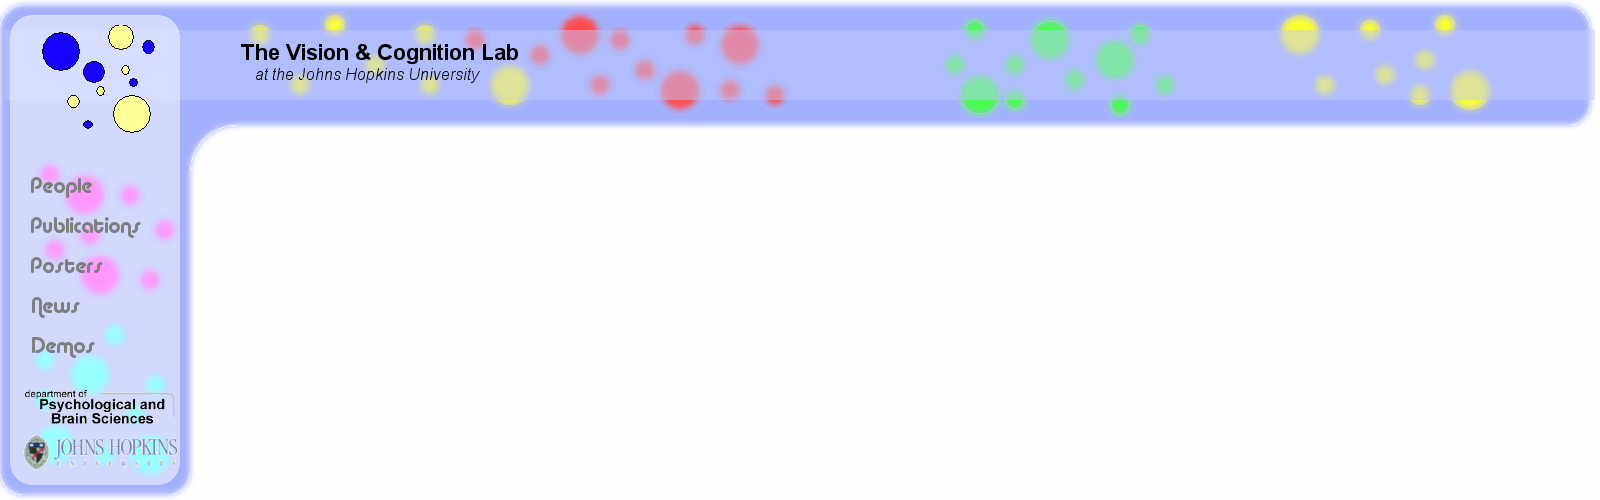 The Vision & Cognition Lab
at the Johns Hopkins University
People
Publications
Posters
News
Demos
department of
Psychological and
Brain Sciences
JOHNS HOPKINS
UNIVERSITY